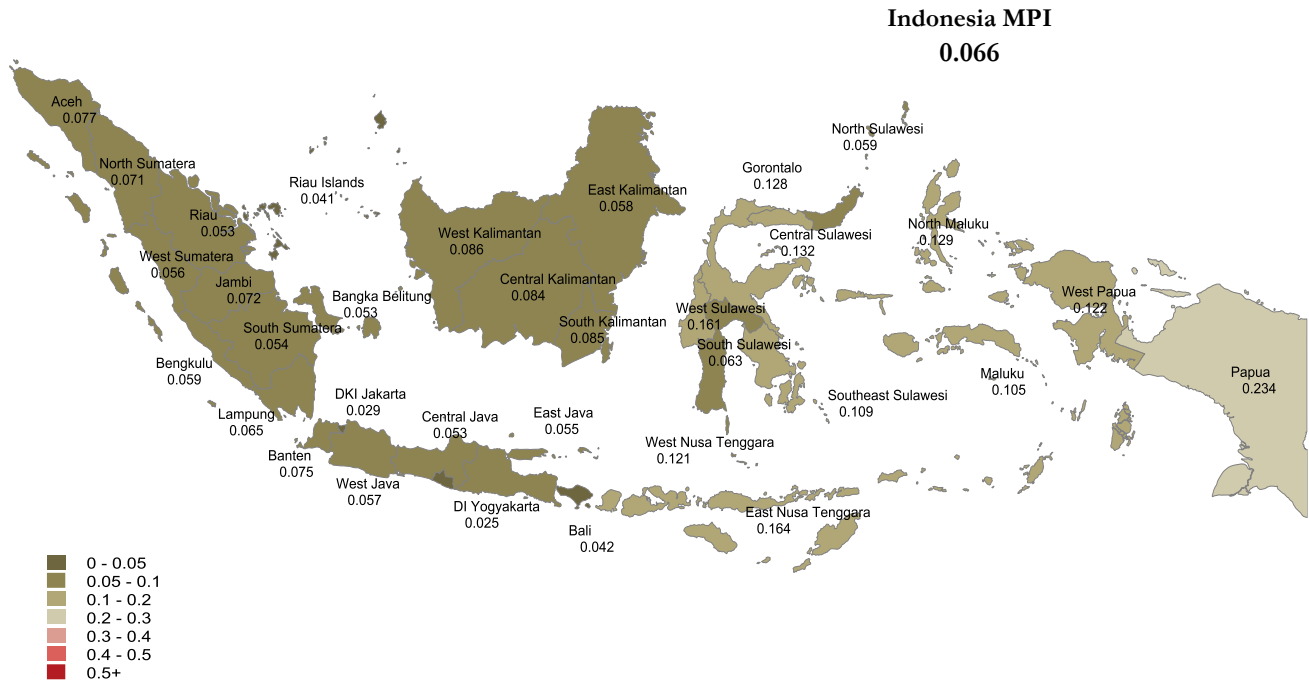 Indonesia MPI
0.066
Aceh
0.077
North Sumatera
0.071
Riau Islands
0.041
Riau
0.053
West Sumatera
0.056
Jambi
0.072
Bangka Belitung
0.053
South Sumatera
0.054
Bengkulu
0.059
Lampung
0.065
Banten
0.075
DKI Jakarta
0.029
West Java
0.057
Central Java
0.053
DI Yogyakarta
0.025
East Java
0.055
Bali
0.042
West Kalimantan
0.086
East Kalimantan
0.058
Central Kalimantan
0.084
South Kalimantan
0.085
North Sulawesi
0.059
Gorontalo
0.128
Central Sulawesi
0.132
West Sulawesi
0.161
South Sulawesi
0.063
Southeast Sulawesi
0.109
West Nusa Tenggara
0.121
East Nusa Tenggara
0.164
North Maluku
0.129
Maluku
0.105
West Papua
0.122
Papua
0.234
0 - 0.05
0.05 - 0.1
0.1 - 0.2
0.2 - 0.3
0.3 - 0.4
0.4 - 0.5
0.5+